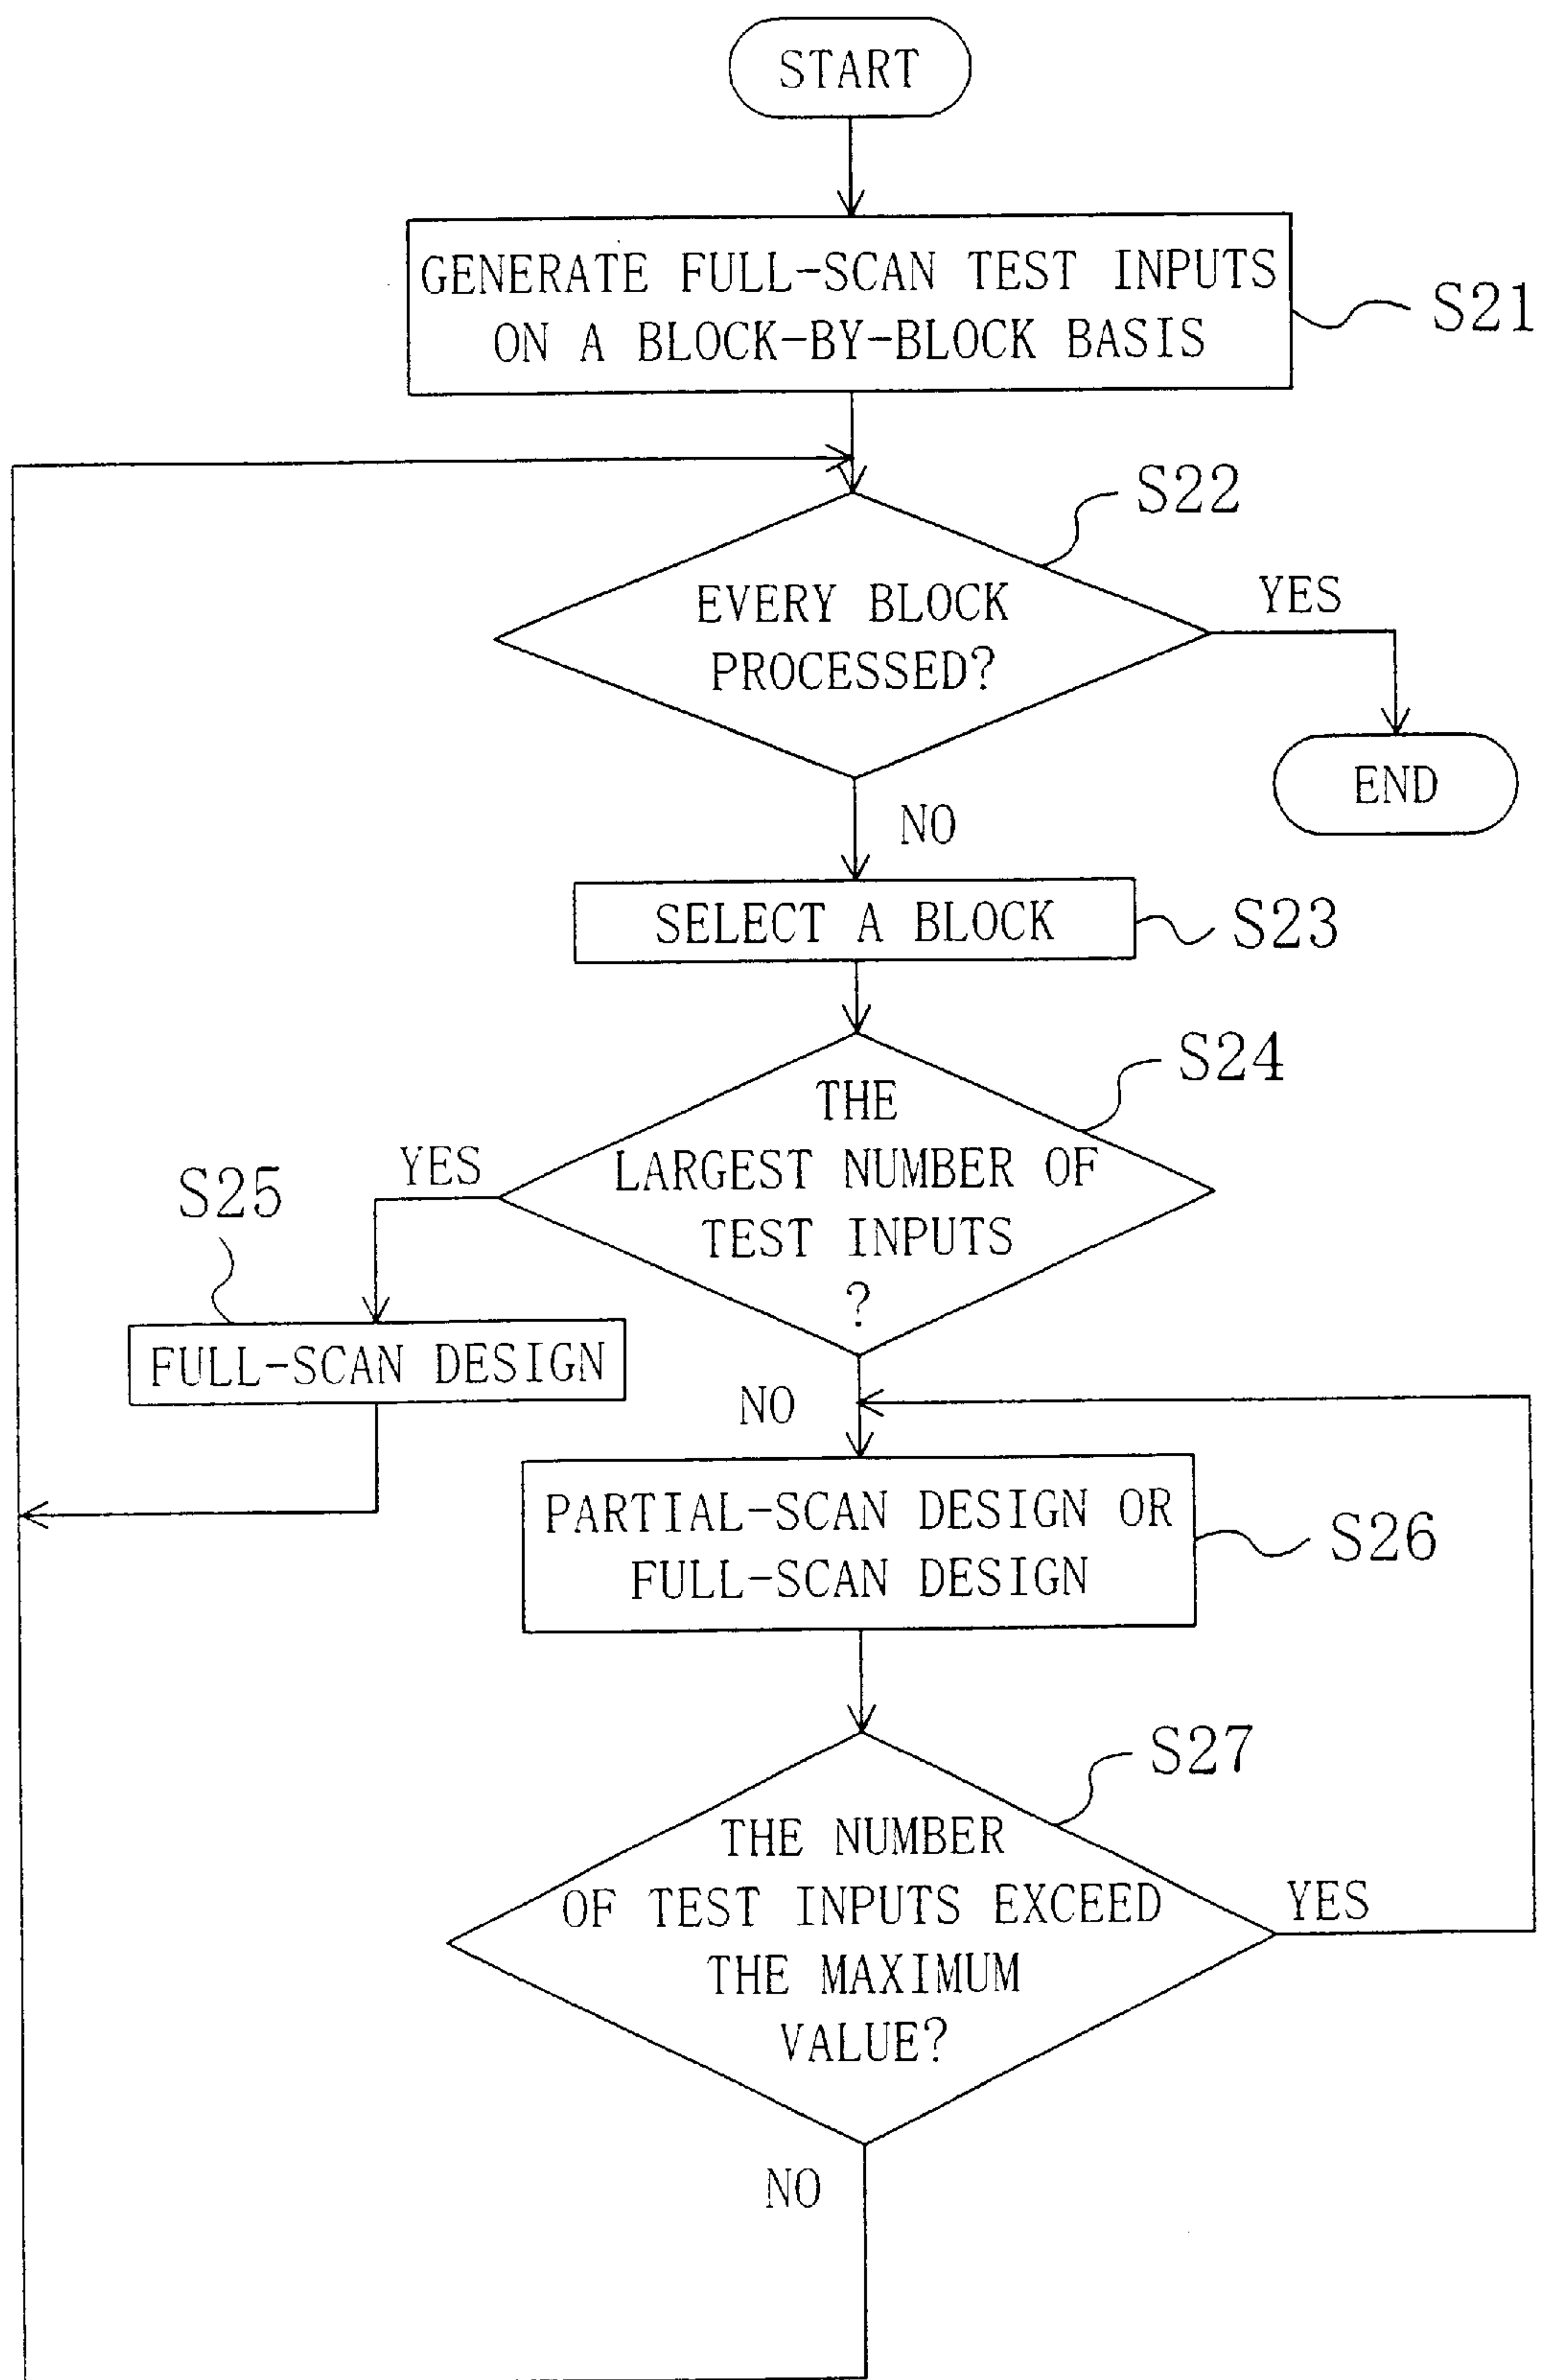 START
GENERATE FULL-SCAN TEST INPUTS
ON A BLOCK-BY-BLOCK BASIS
S21
S22
EVERY BLOCK
PROCESSED?
YES
END
NO
SELECT A BLOCK
S23
S24
THE
LARGEST NUMBER OF
TEST INPUTS
?
YES
S25
FULL-SCAN DESIGN
NO
PARTIAL-SCAN DESIGN OR
FULL-SCAN DESIGN
S26
S27
THE NUMBER
OF TEST INPUTS EXCEED
THE MAXIMUM
VALUE?
YES
NO